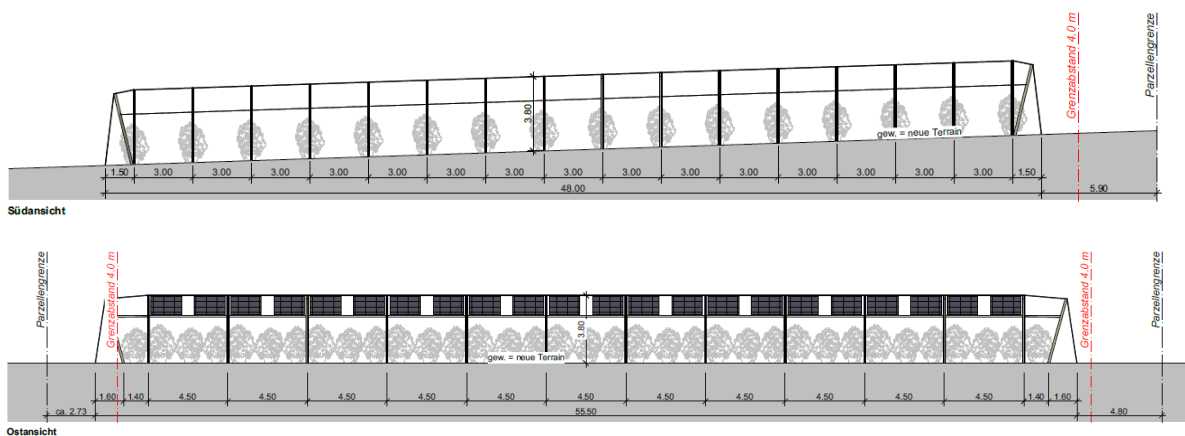 Grenzabstand 4.0 m
Parzellengrenze
3.80
gew. = neue Terrain
1.50 3.00 3.00 3.00 3.00 3.00 3.00 3.00 3.00 3.00 3.00 3.00 3.00 3.00 3.00 3.00 1.50
48.00 5.90
Südansicht
Parzellengrenze
Grenzabstand 4.0 m
Grenzabstand 4.0 m
Parzellengrenze
3.80
gew. = neue Terrain
1.60 1.40 4.50 4.50 4.50 4.50 4.50 4.50 4.50 4.50 4.50 4.50 4.50 1.40 1.60
ca. 2.73 55.50 4.80
Ostansicht